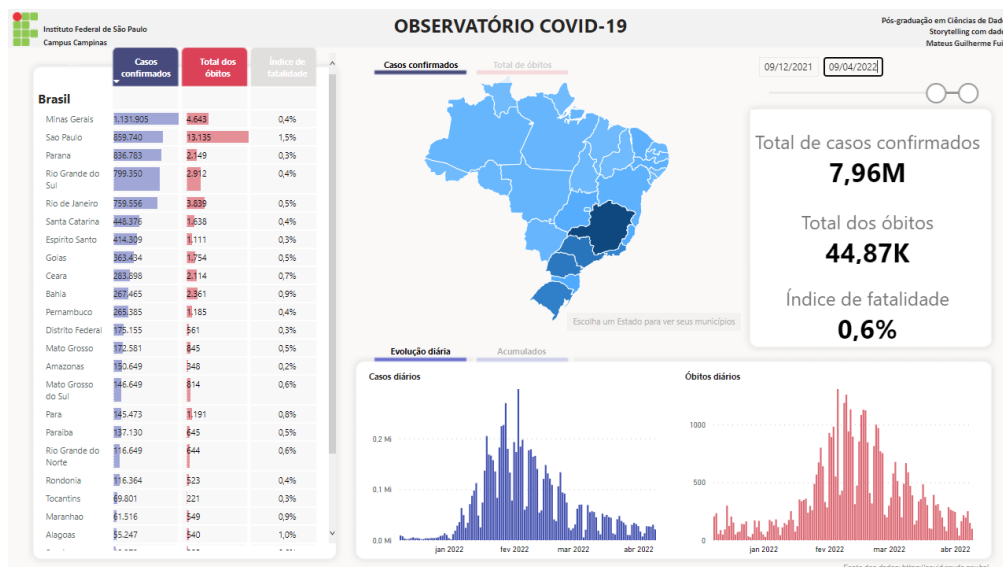 Instituto Federal de São Paulo
Campus Campinas
OBSERVATÓRIO COVID-19
Pós-graduação em Ciências de Dado
Storytelling com dado
Mateus Guilherme Fui
Casos confirmados
Total dos óbitos
Índice de fatalidade
Brasil
Minas Gerais 1.131.905 4.643 0,4%
Sao Paulo 859.740 13.135 1,5%
Parana 836.783 2.149 0,3%
Rio Grande do Sul 799.350 2.912 0,4%
Rio de Janeiro 759.556 3.839 0,5%
Santa Catarina 448.376 1.638 0,4%
Espirito Santo 414.309 1.111 0,3%
Goias 363.434 1.754 0,5%
Ceara 283.898 2.114 0,7%
Bahia 267.465 2.361 0,9%
Pernambuco 265.385 1.185 0,4%
Distrito Federal 175.155 561 0,3%
Mato Grosso 172.581 845 0,5%
Amazonas 150.649 348 0,2%
Mato Grosso do Sul 146.649 814 0,6%
Para 145.473 1.191 0,8%
Paraiba 137.130 645 0,5%
Rio Grande do Norte 116.649 644 0,6%
Rondonia 116.364 523 0,4%
Tocantins 69.801 221 0,3%
Maranhao 61.516 549 0,9%
Alagoas 55.247 540 1,0%
Casos confirmados
Total de óbitos
Escolha um Estado para ver seus municípios
09/12/2021
09/04/2022
Total de casos confirmados
7,96M
Total dos óbitos
44,87K
Índice de fatalidade
0,6%
Evolução diária
Acumulados
Casos diários
0,2 Mi
0,1 Mi
0,0 Mi
jan 2022
fev 2022
mar 2022
abr 2022
Óbitos diários
1000
500
0
jan 2022
fev 2022
mar 2022
abr 2022